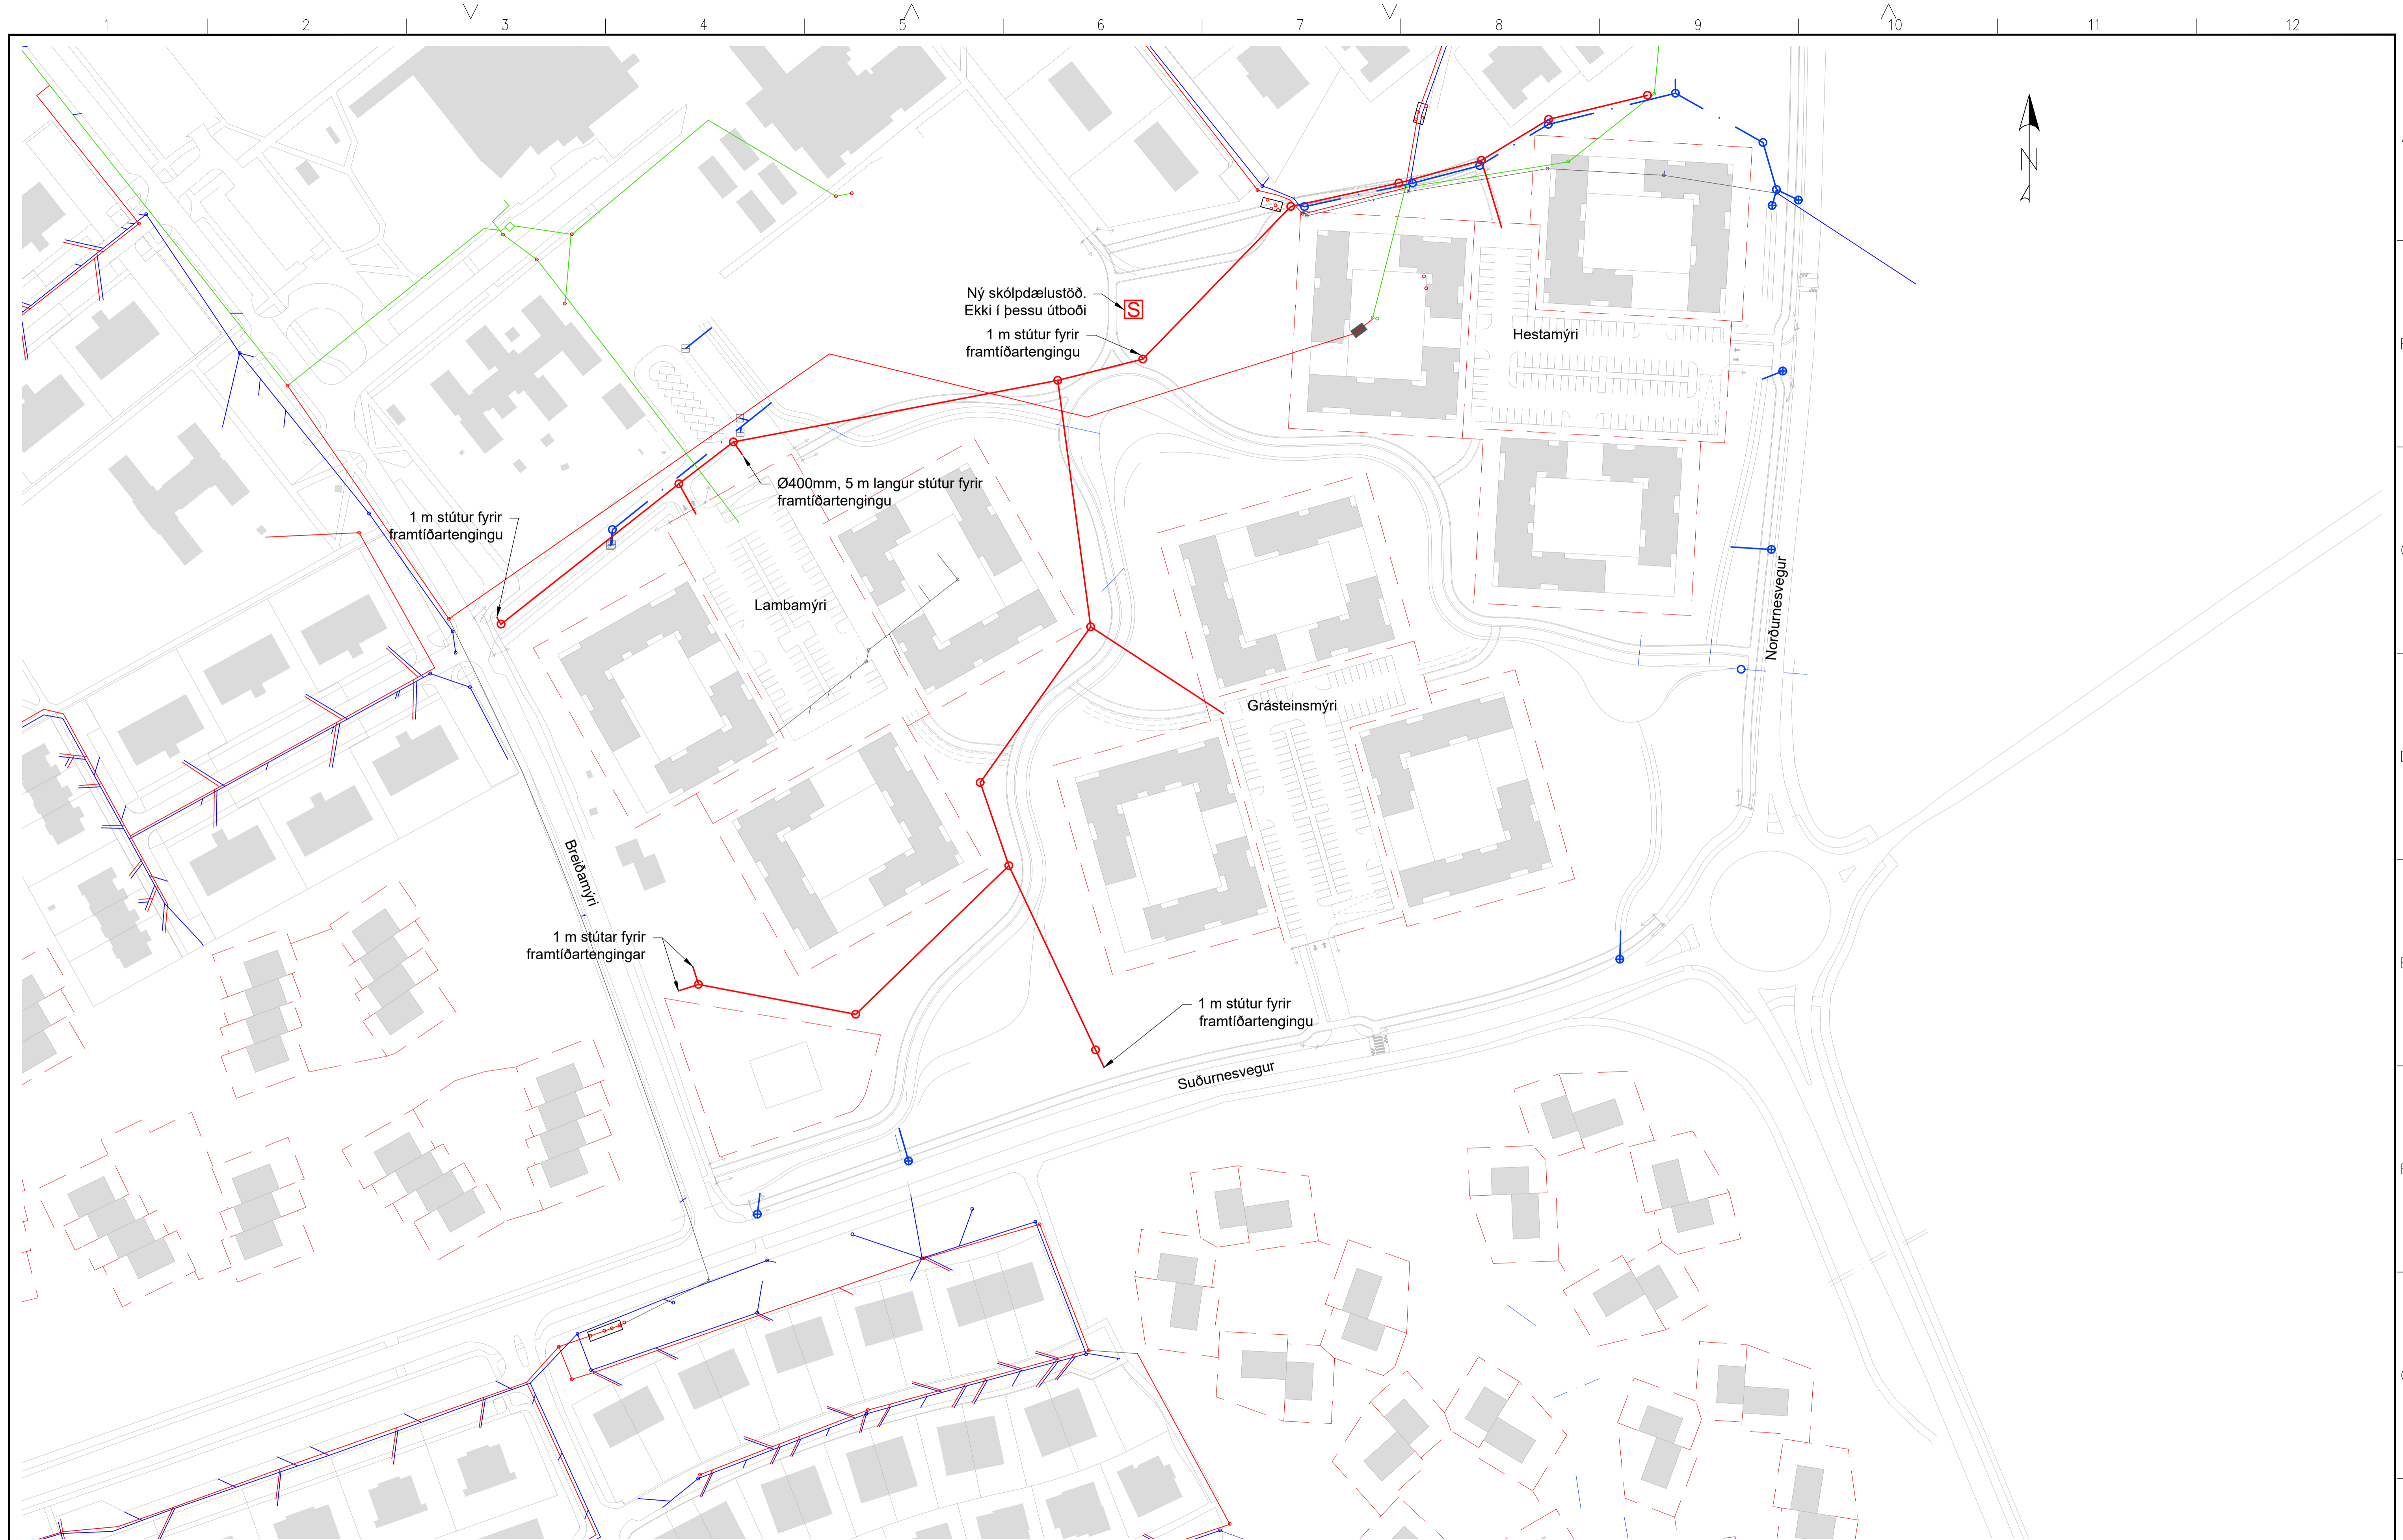 1 2 3 4 5 6 7 8 9 10 11 12
N
Ný skólpdælustöð.
Ekki í þessu útboði
S
1 m stútur fyrir
framtíðartengingu
Hestamýri
Ø400mm, 5 m langur stútur fyrir
framtíðartengingu
1 m stútur fyrir
framtíðartengingu
Lambamýri
Norðurnesvegur
Grásteinsmýri
Breiðamýri
1 m stútar fyrir
framtíðartengingar
1 m stútur fyrir
framtíðartengingu
Suðurnesvegur